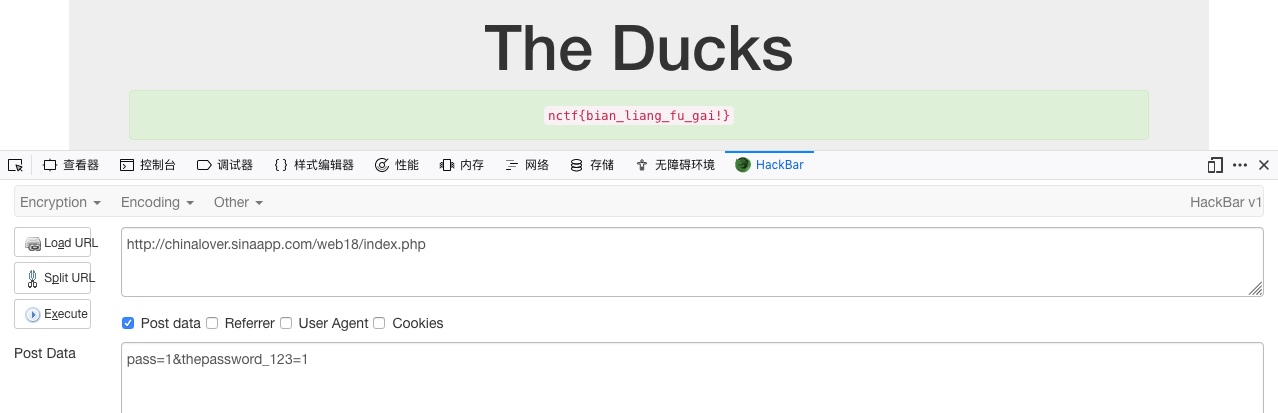 The Ducks
nctf{bian_liang_fu_gai!}
查看器 控制台 调试器 样式编辑器 性能 内存 网络 存储 无障碍环境 HackBar
Encryption Encoding Other HackBar v1
Load URL http://chinalover.sinaapp.com/web18/index.php
Split URL
Execute
Post data Referrer User Agent Cookies
Post Data pass=1&thepassword_123=1